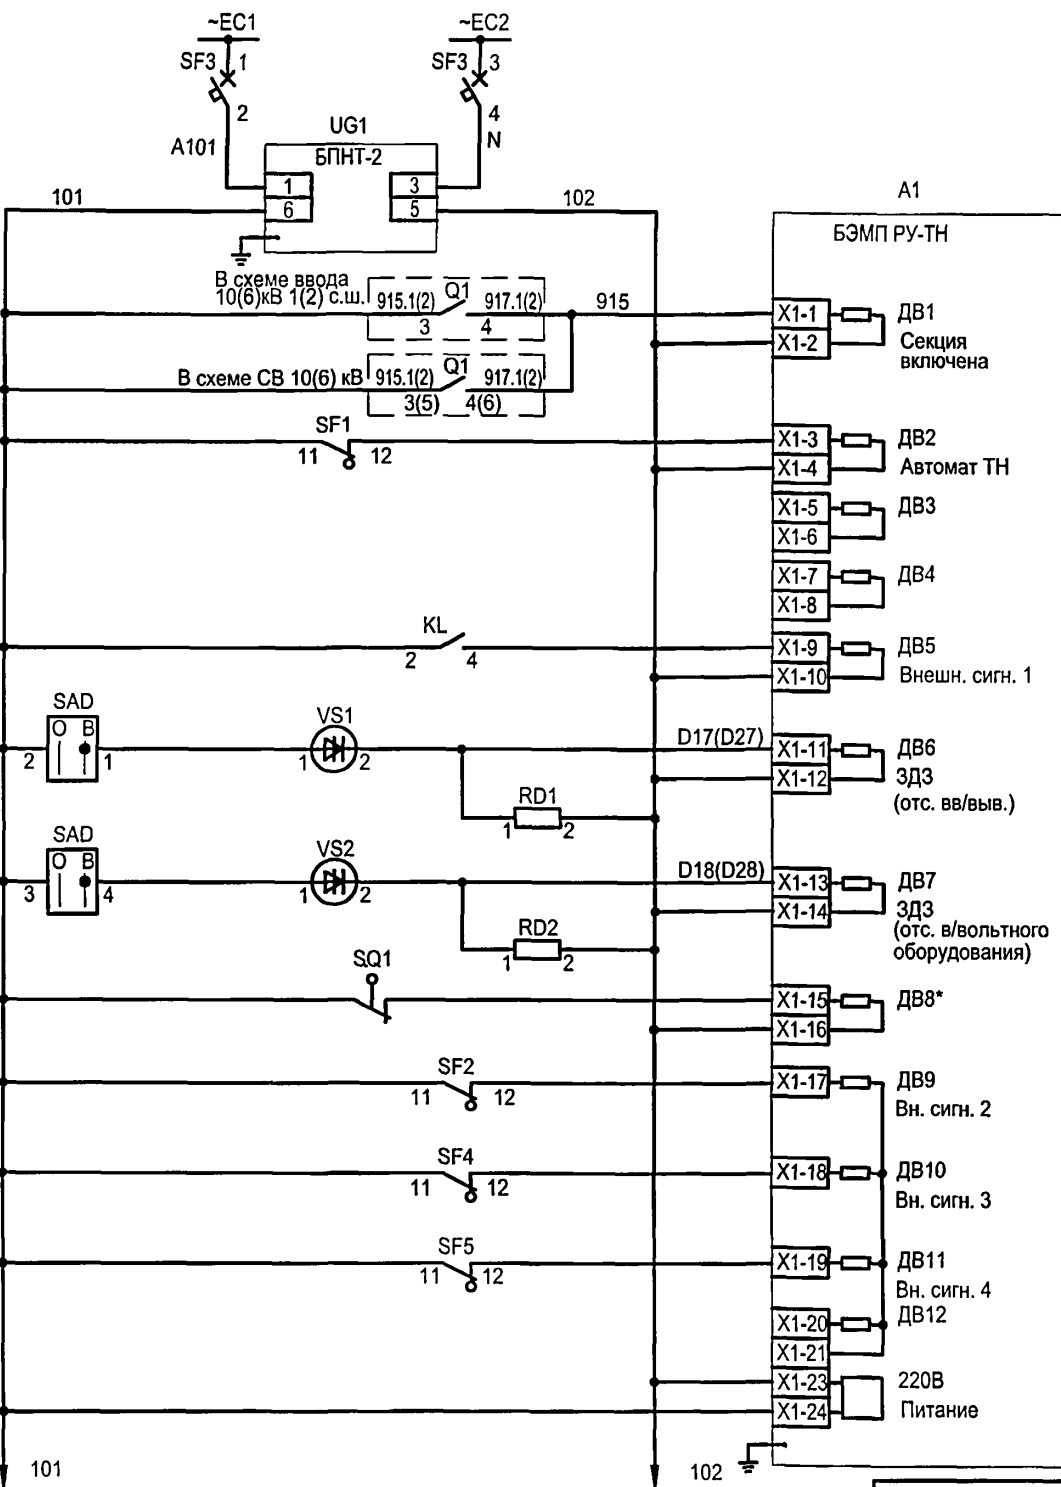 ~EC1
~EC2
SF3 1
SF3 3
2
4
A101
UG1
N
БПНТ-2
1
3
6
5
101
102
A1
БЭМП РУ-ТН
В схеме ввода
10(6)кВ 1(2) с.ш.
915.1(2) Q1 917.1(2)
3 4
915
X1-1 ДВ1
X1-2 Секция
включена
В схеме СВ 10(6) кВ
915.1(2) Q1 917.1(2)
3(5) 4(6)
SF1
11 12
X1-3 ДВ2
X1-4 Автомат ТН
X1-5 ДВ3
X1-6
X1-7 ДВ4
X1-8
KL
2 4
X1-9 ДВ5
X1-10 Внешн. сигн. 1
SAD
O B
2 1
VS1
1 2
D17(D27)
X1-11 ДВ6
X1-12 ЗДЗ
(отс. вв/выв.)
RD1
1 2
SAD
O B
3 4
VS2
1 2
D18(D28)
X1-13 ДВ7
X1-14 ЗДЗ
(отс. в/вольтного
оборудования)
RD2
1 2
SQ1
X1-15 ДВ8*
X1-16
SF2
11 12
X1-17 ДВ9
Вн. сигн. 2
SF4
11 12
X1-18 ДВ10
Вн. сигн. 3
SF5
11 12
X1-19 ДВ11
Вн. сигн. 4
X1-20 ДВ12
X1-21
X1-23 220В
X1-24 Питание
101
102